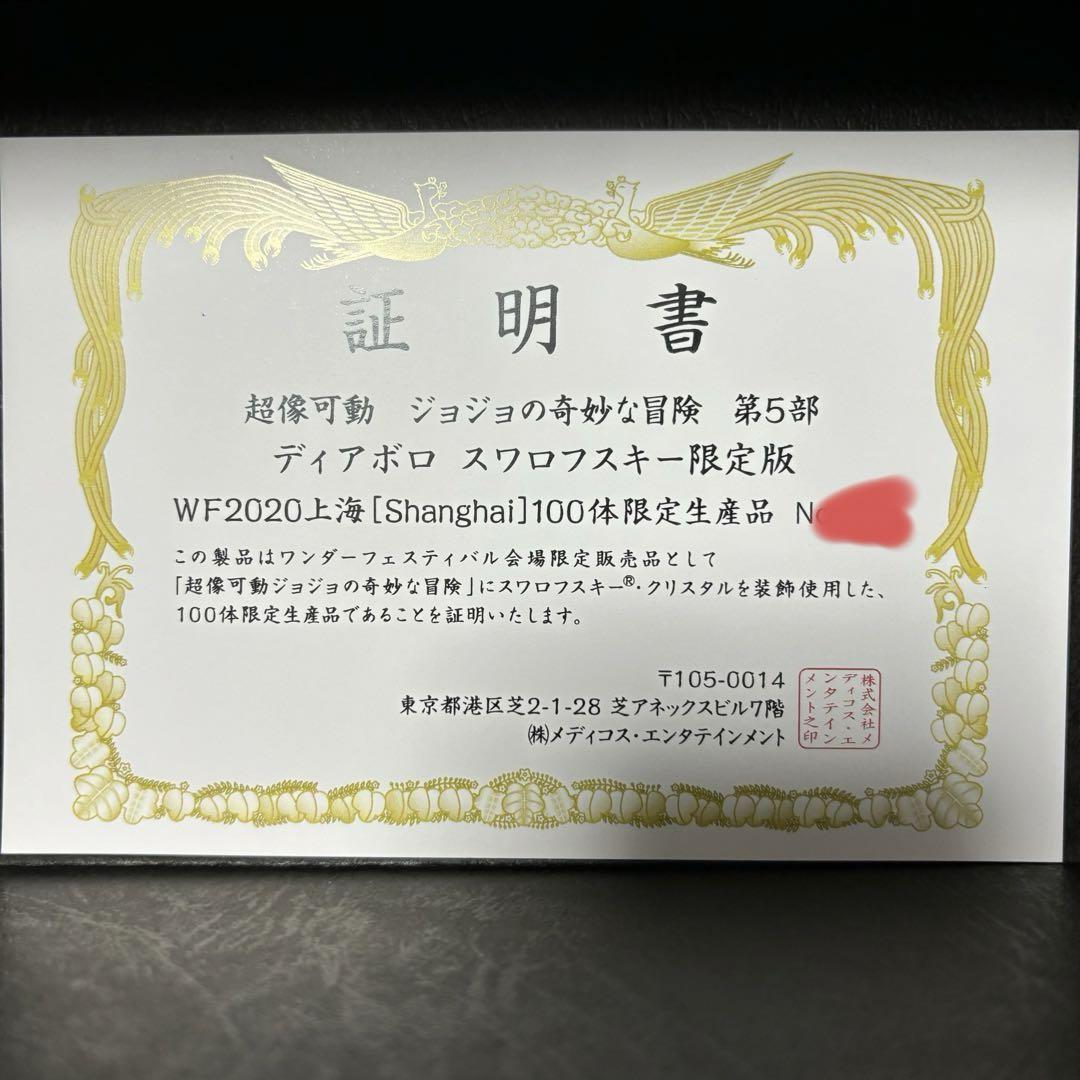 証明書
超像可動 ジョジョの奇妙な冒険 第5部
ディアボロ スワロフスキー限定版
WF2020上海[Shanghai]100体限定生産品 No
この製品はワンダーフェスティバル会場限定販売品として
「超像可動ジョジョの奇妙な冒険」にスワロフスキー®・クリスタルを装飾使用した、
100体限定生産品であることを証明いたします。
〒105-0014
東京都港区芝2-1-28 芝アネックスビル7階
㈱メディコス・エンタテインメント
株式会社メ
ディコス・エ
ンタテイン
メント之印